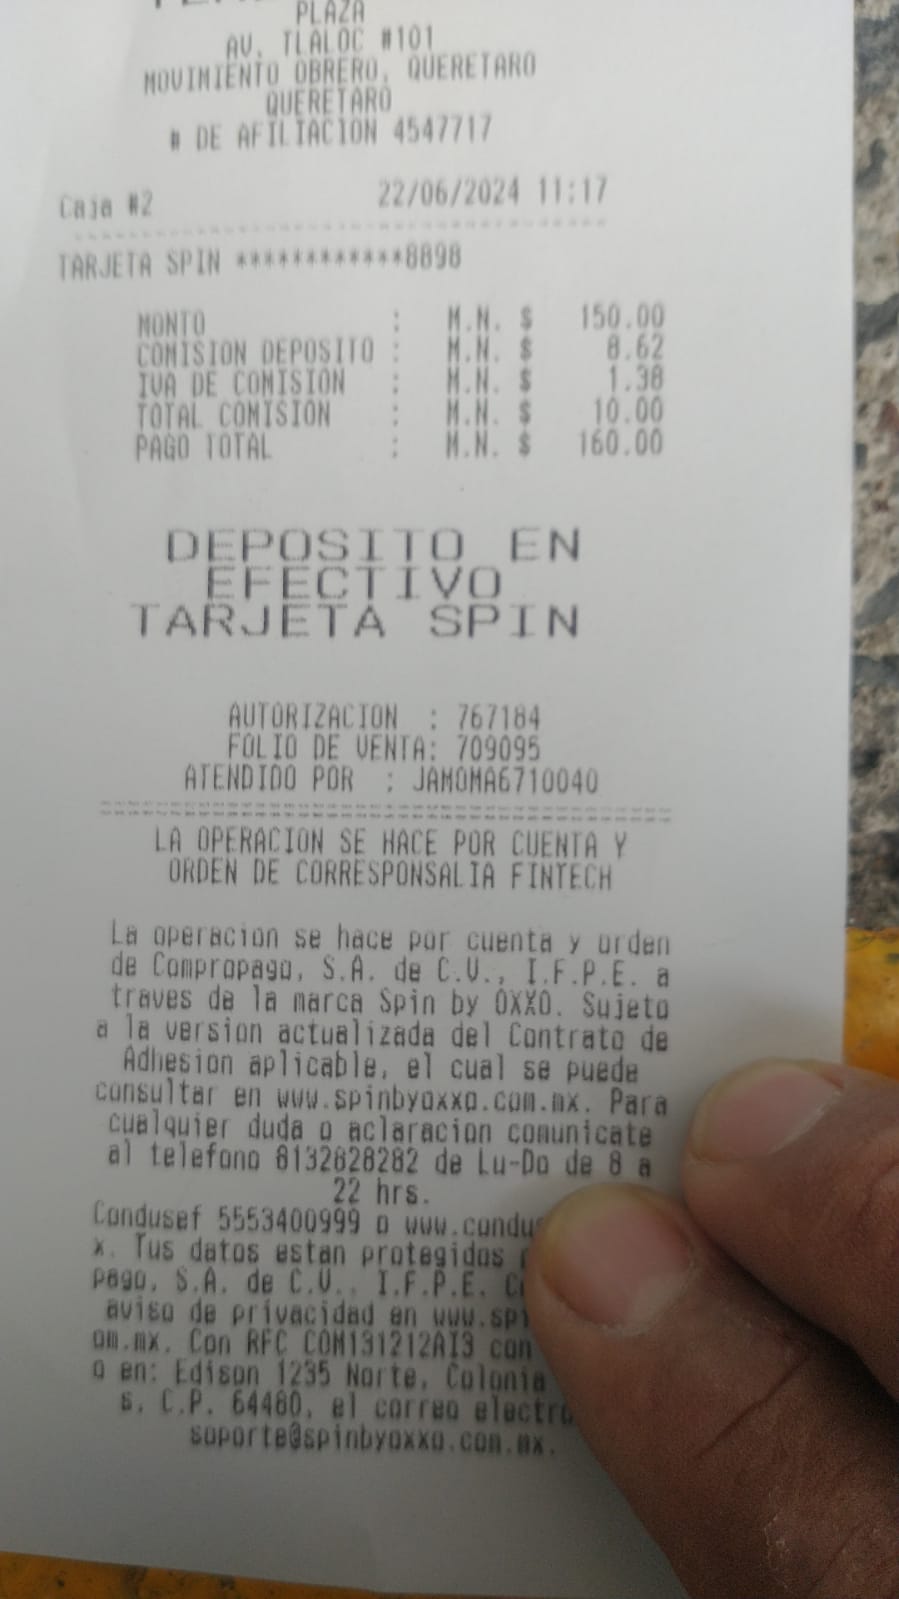 PLAZA
AV. TLALOC #101
MOVIMIENTO OBRERO, QUERETARO
QUERETARO
# DE AFILIACION 4547717
Caja #2 22/06/2024 11:17
TARJETA SPIN ************8898
MONTO : M.N. $ 150.00
COMISION DEPOSITO : M.N. $ 8.62
IVA DE COMISION : M.N. $ 1.38
TOTAL COMISION : M.N. $ 10.00
PAGO TOTAL : M.N. $ 160.00
DEPOSITO EN
EFECTIVO
TARJETA SPIN
AUTORIZACION : 767184
FOLIO DE VENTA: 709095
ATENDIDO POR : JAMOMA6710040
LA OPERACION SE HACE POR CUENTA Y
ORDEN DE CORRESPONSALIA FINTECH
La operacion se hace por cuenta y orden
de Compropago, S.A. de C.V., I.F.P.E. a
traves de la marca Spin by OXXO. Sujeto
a la version actualizada del Contrato de
Adhesion aplicable, el cual se puede
consultar en www.spinbyoxxo.com.mx. Para
cualquier duda o aclaracion comunicate
al telefono 8132828282 de Lu-Do de 8 a
22 hrs.
Condusef 5553400999 o www.condus
x. Tus datos estan protegidos
pago, S.A. de C.V., I.F.P.E. C
aviso de privacidad en www.spi
om.mx. Con RFC COM131212AI3 con
o en: Edison 1235 Norte, Colonia
s, C.P. 64480, el correo electro
soporte@spinbyoxxo.com.mx.